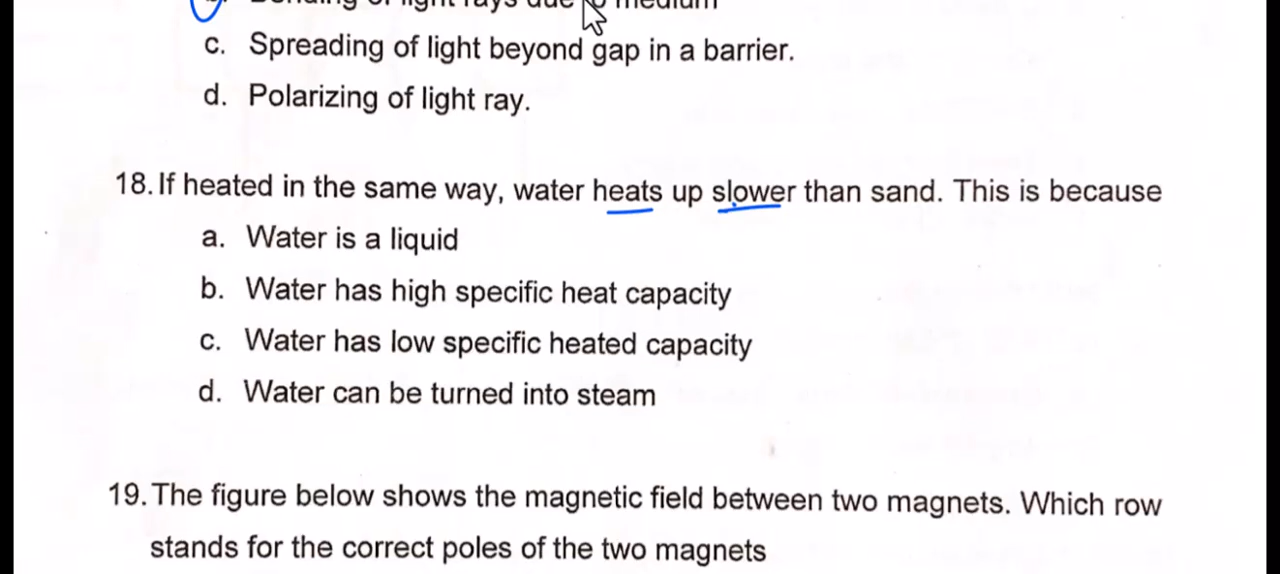 c. Spreading of light beyond gap in a barrier.
d. Polarizing of light ray.
18. If heated in the same way, water heats up slower than sand. This is because
a. Water is a liquid
b. Water has high specific heat capacity
c. Water has low specific heated capacity
d. Water can be turned into steam
19. The figure below shows the magnetic field between two magnets. Which row
stands for the correct poles of the two magnets